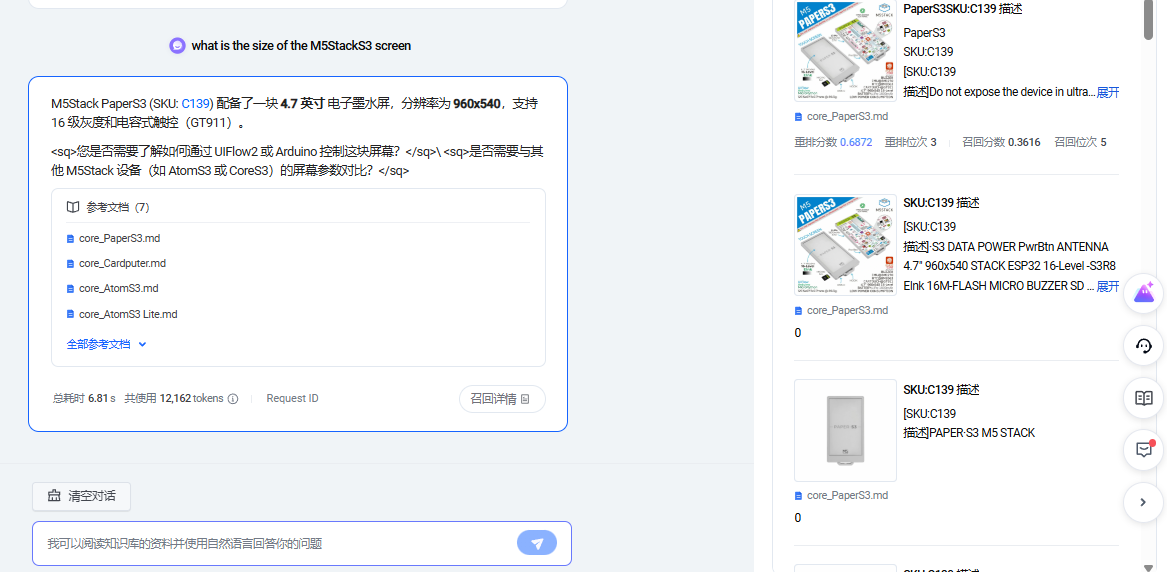 what is the size of the M5StackS3 screen
M5Stack PaperS3 (SKU: C139) 配备了一块 4.7 英寸 电子墨水屏，分辨率为 960x540，支持
16 级灰度和电容式触控（GT911）。
<sq>您是否需要了解如何通过 UIFlow2 或 Arduino 控制这块屏幕？</sq>\ <sq>是否需要与其
他 M5Stack 设备（如 AtomS3 或 CoreS3）的屏幕参数对比？</sq>
参考文档（7）
core_PaperS3.md
core_Cardputer.md
core_AtomS3.md
core_AtomS3 Lite.md
全部参考文档
总耗时 6.81 s 共使用 12,162 tokens
Request ID
召回详情
清空对话
我可以阅读知识库的资料并使用自然语言回答你的问题
M5
PAPERS3
M5STACK
PaperS3SKU:C139 描述
PaperS3
SKU:C139
[SKU:C139
描述]Do not expose the device in ultra... 展开
core_PaperS3.md
重排分数 0.6872 重排位次 3 召回分数 0.3616 召回位次 5
M5
PAPERS3
M5STACK
SKU:C139 描述
[SKU:C139
描述]·S3 DATA POWER PwrBtn ANTENNA
4.7" 960x540 STACK ESP32 16-Level -S3R8
EInk 16M-FLASH MICRO BUZZER SD ... 展开
core_PaperS3.md
0
SKU:C139 描述
[SKU:C139
描述]PAPER·S3 M5 STACK
core_PaperS3.md
0